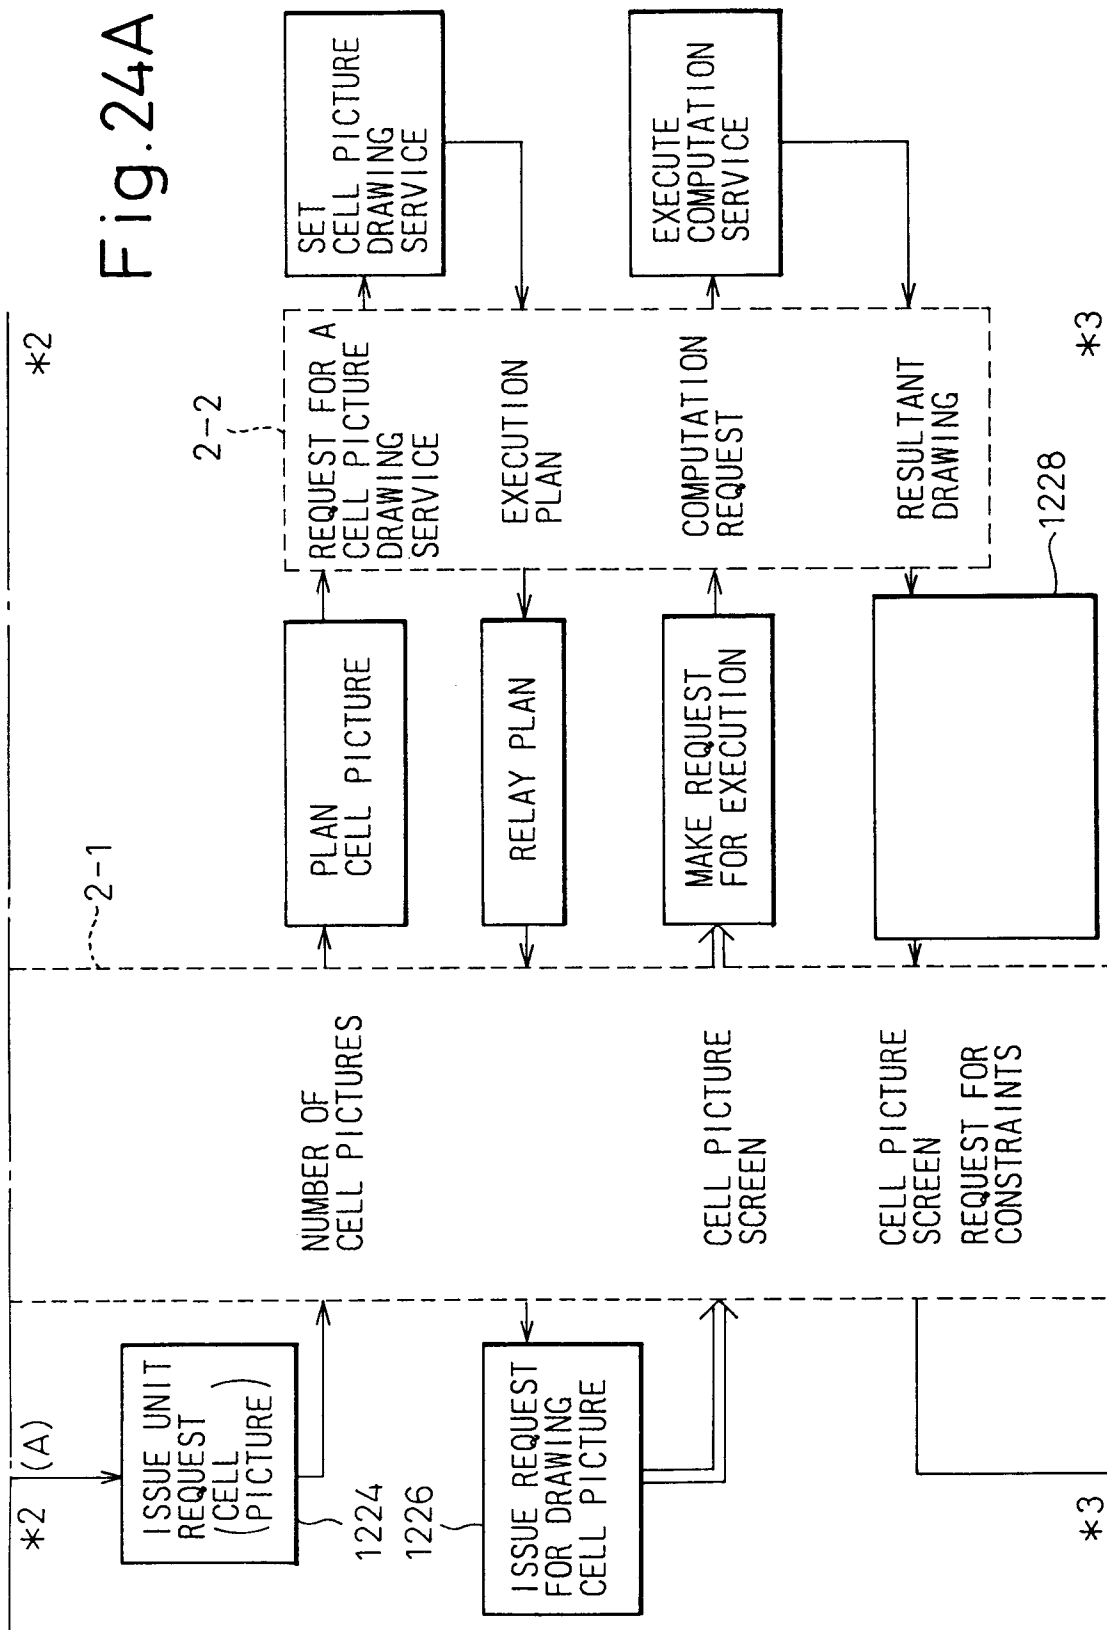 Fig.24A
*2
(A)
*2
ISSUE UNIT
REQUEST
(CELL
PICTURE)
1224
2-1
NUMBER OF
CELL PICTURES
PLAN
CELL PICTURE
2-2
REQUEST FOR A
CELL PICTURE
DRAWING
SERVICE
SET
CELL PICTURE
DRAWING
SERVICE
EXECUTION
PLAN
RELAY PLAN
1226
ISSUE REQUEST
FOR DRAWING
CELL PICTURE
CELL PICTURE
SCREEN
MAKE REQUEST
FOR EXECUTION
COMPUTATION
REQUEST
EXECUTE
COMPUTATION
SERVICE
RESULTANT
DRAWING
1228
CELL PICTURE
SCREEN
REQUEST FOR
CONSTRAINTS
*3
*3